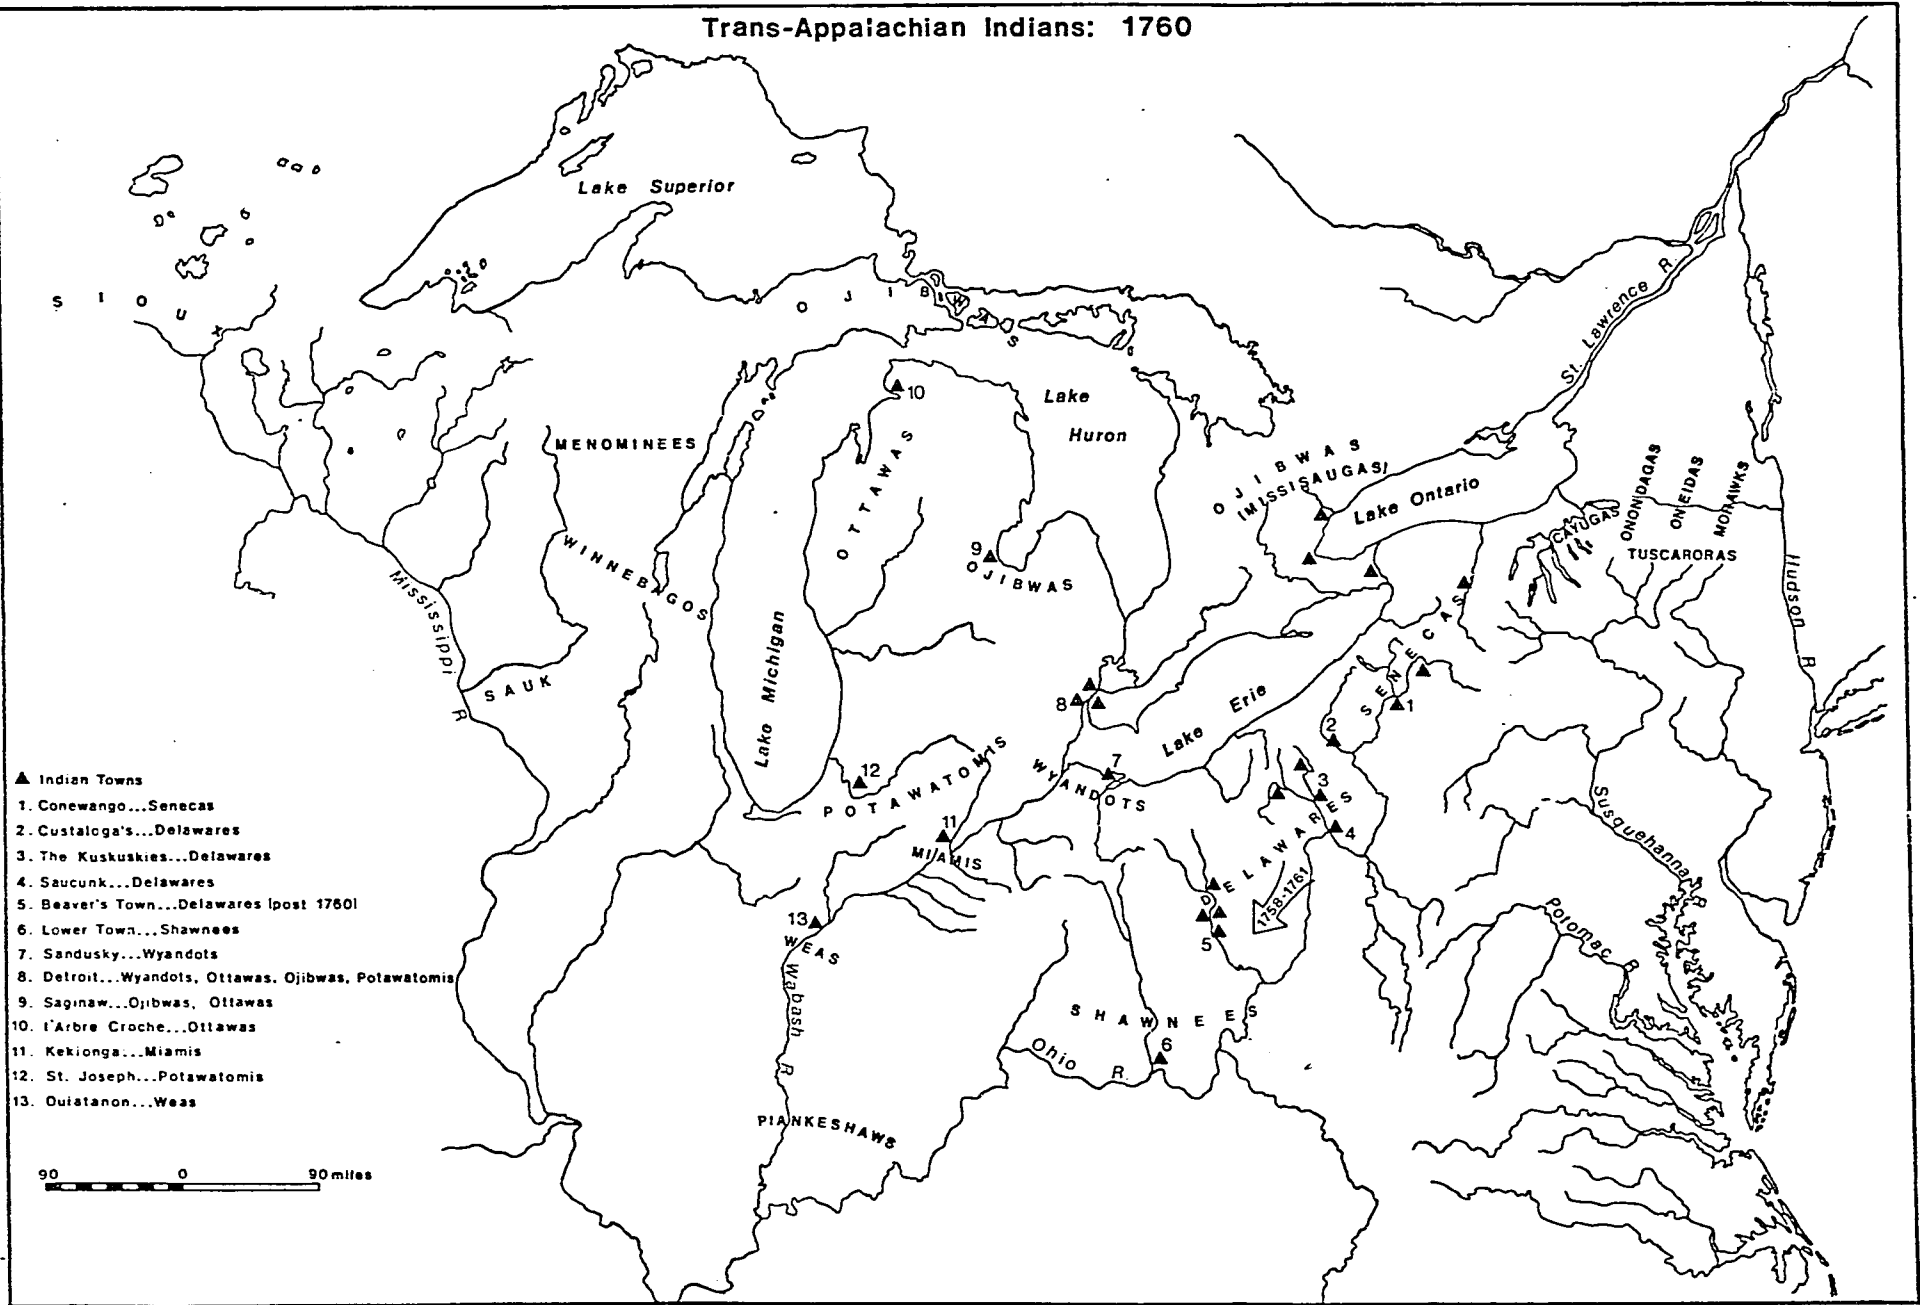 Trans-Appalachian Indians: 1760
Lake Superior
SIOUX
OJIBWAS
St. Lawrence R.
10
Lake
Huron
MENOMINEES
OTTAWAS
OJIBWAS
(MISSISAUGAS)
Lake Ontario
CAYUGAS
ONONDAGAS
ONEIDAS
MOHAWKS
TUSCARORAS
WINNEBAGOS
9
OJIBWAS
Hudson R.
Mississippi R
SAUK
Lake Michigan
8
Lake Erie
SENECAS
1
2
12
POTAWATOMIS
7
WYANDOTS
3
4
DELAWARES
1758-1761
5
Susquehanna R
11
MIAMIS
13
WEAS
Wabash R
Potomac R
SHAWNEES
6
Ohio R.
PIANKESHAWS
▲ Indian Towns
1. Conewango...Senecas
2. Custaloga's...Delawares
3. The Kuskuskies...Delawares
4. Saucunk...Delawares
5. Beaver's Town...Delawares (post 1760)
6. Lower Town...Shawnees
7. Sandusky...Wyandots
8. Detroit...Wyandots, Ottawas, Ojibwas, Potawatomis
9. Saginaw...Ojibwas, Ottawas
10. l'Arbre Croche...Ottawas
11. Kekionga...Miamis
12. St. Joseph...Potawatomis
13. Ouiatanon...Weas
90 0 90 miles